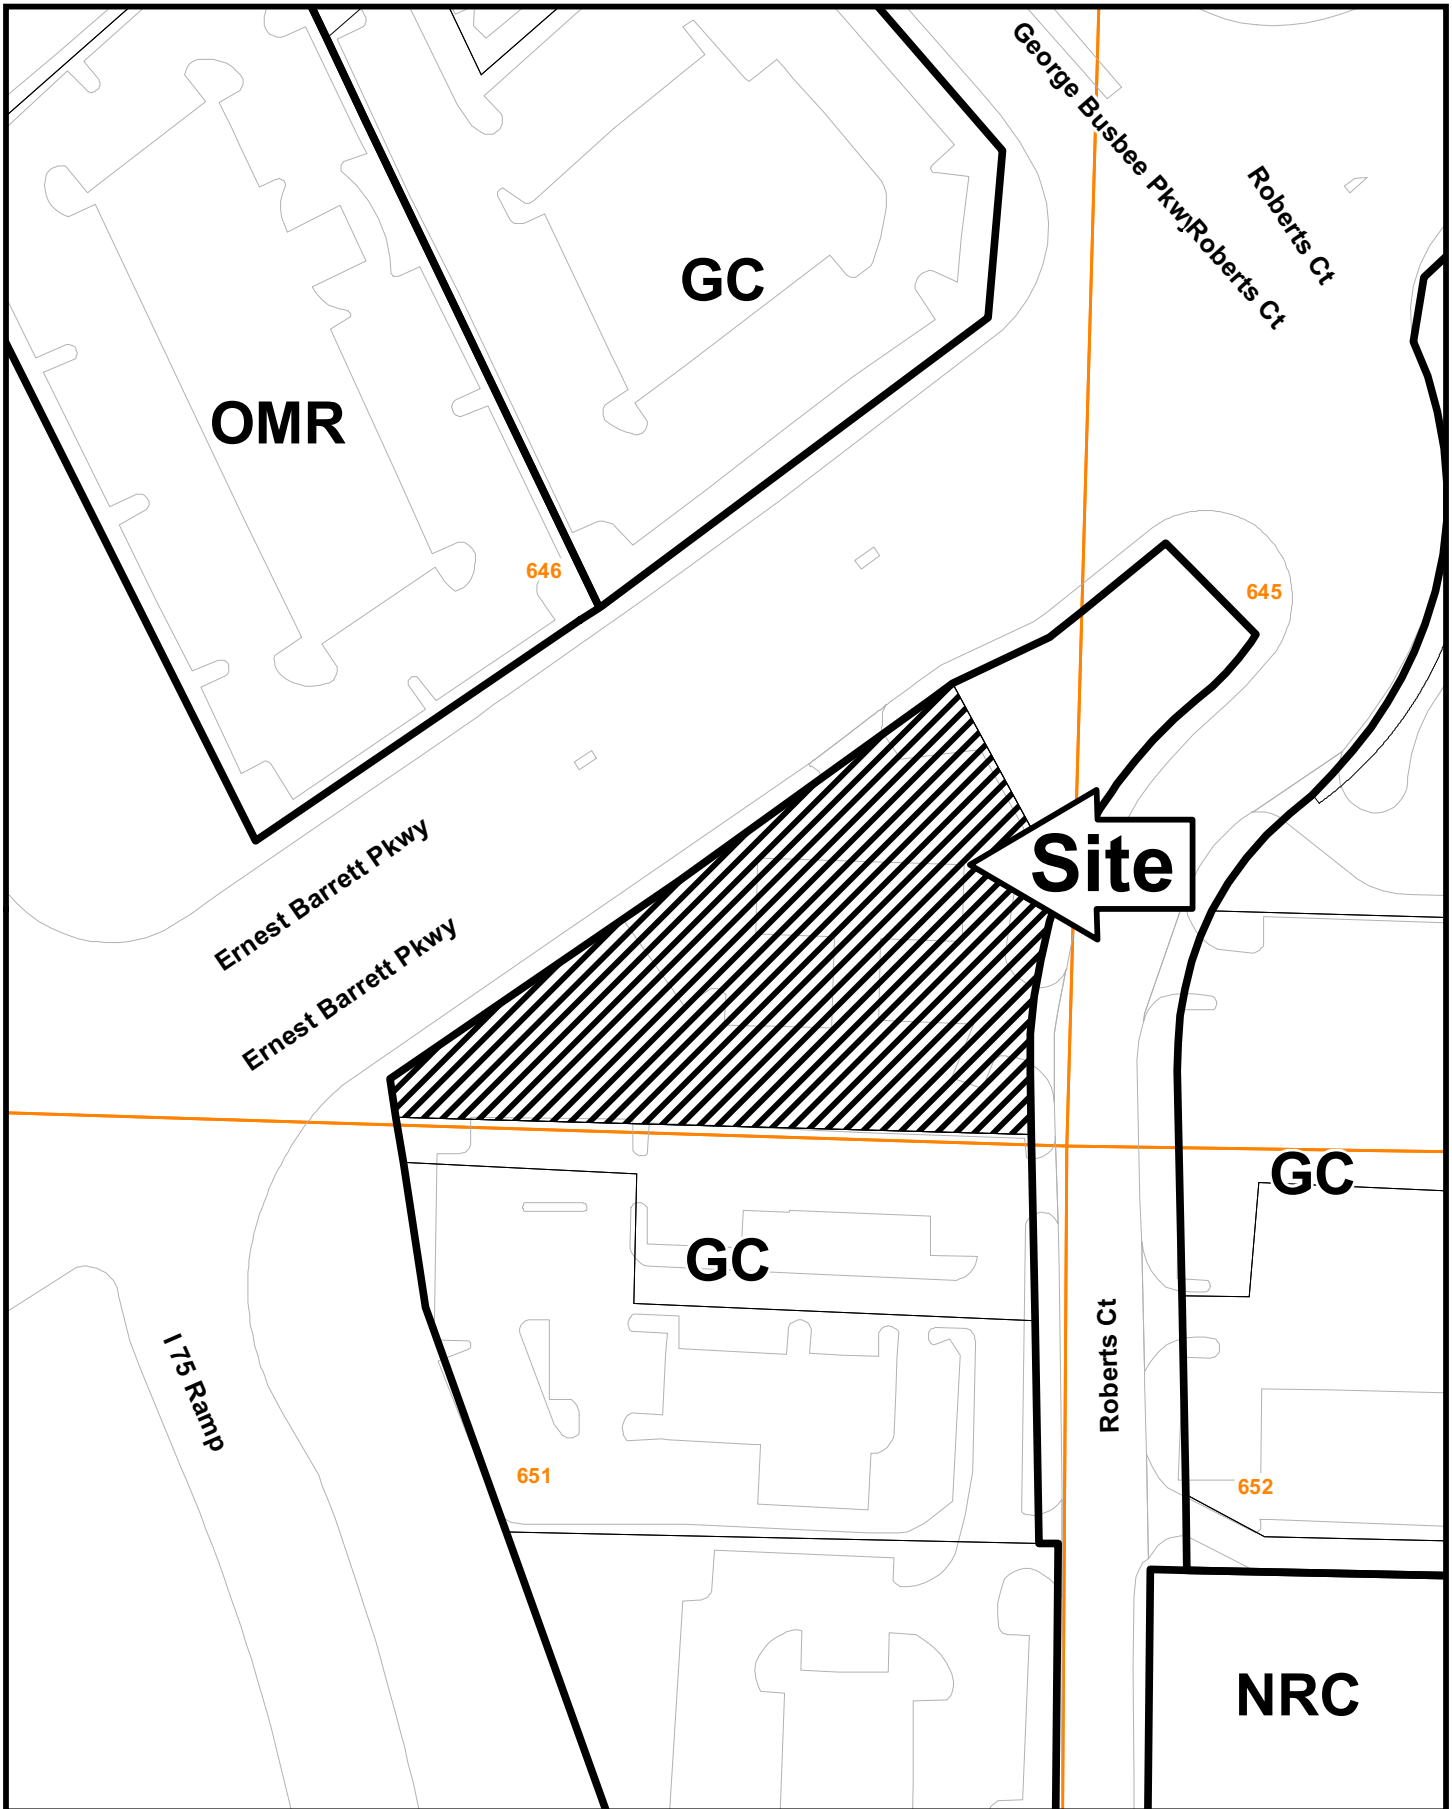 George Busbee Pkwy
Roberts Ct
Roberts Ct
GC
OMR
646
645
Site
Ernest Barrett Pkwy
Ernest Barrett Pkwy
GC
GC
Roberts Ct
I 75 Ramp
651
652
NRC